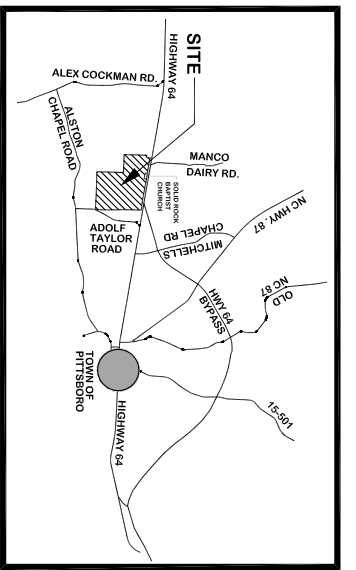 SITE
HIGHWAY 64
ALEX COCKMAN RD.
ALSTON
CHAPEL ROAD
MANCO
DAIRY RD.
SOLID ROCK
BAPTIST
CHURCH
NC HWY. 87
ADOLF
TAYLOR
ROAD
MITCHELLS
CHAPEL RD
OLD
NC 87
HWY 64
BYPASS
TOWN OF
PITTSBORO
HIGHWAY 64
15-501